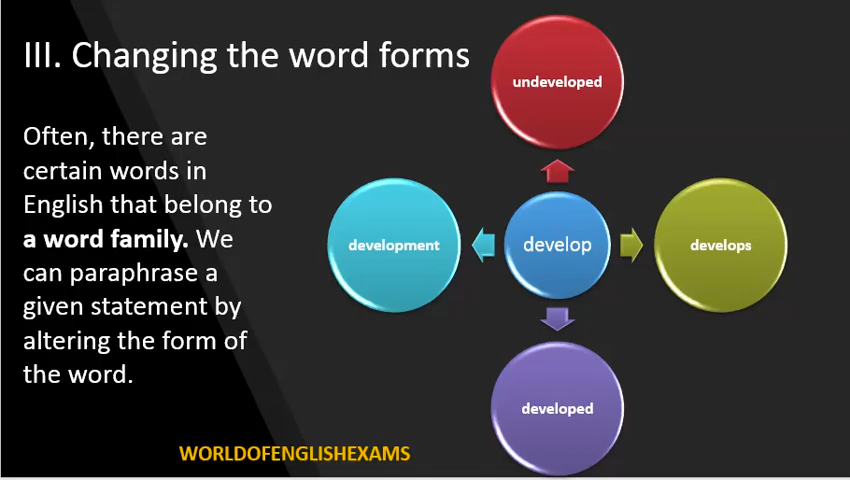 III. Changing the word forms
Often, there are
certain words in
English that belong to
a word family. We
can paraphrase a
given statement by
altering the form of
the word.
undeveloped
development
develop
develops
developed
WORLDOFENGLISHEXAMS